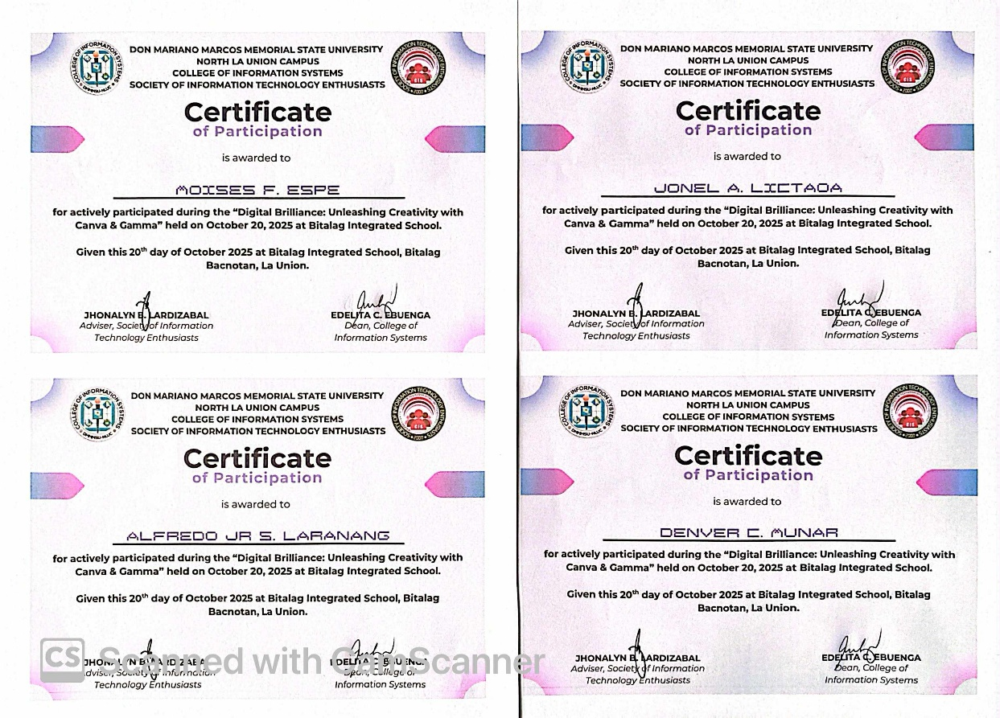 DON MARIANO MARCOS MEMORIAL STATE UNIVERSITY
NORTH LA UNION CAMPUS
COLLEGE OF INFORMATION SYSTEMS
SOCIETY OF INFORMATION TECHNOLOGY ENTHUSIASTS
Certificate
of Participation
is awarded to
MOISES F. ESPE
for actively participated during the “Digital Brilliance: Unleashing Creativity with
Canva & Gamma” held on October 20, 2025 at Bitalag Integrated School.
Given this 20th day of October 2025 at Bitalag Integrated School, Bitalag
Bacnotan, La Union.
JHONALYN B. LARDIZABAL
Adviser, Society of Information
Technology Enthusiasts
EDELITA C. EBUENGA
Dean, College of
Information Systems
DON MARIANO MARCOS MEMORIAL STATE UNIVERSITY
NORTH LA UNION CAMPUS
COLLEGE OF INFORMATION SYSTEMS
SOCIETY OF INFORMATION TECHNOLOGY ENTHUSIASTS
Certificate
of Participation
is awarded to
JONEL A. LICTAOA
for actively participated during the “Digital Brilliance: Unleashing Creativity with
Canva & Gamma” held on October 20, 2025 at Bitalag Integrated School.
Given this 20th day of October 2025 at Bitalag Integrated School, Bitalag
Bacnotan, La Union.
JHONALYN B. LARDIZABAL
Adviser, Society of Information
Technology Enthusiasts
EDELITA C. EBUENGA
Dean, College of
Information Systems
DON MARIANO MARCOS MEMORIAL STATE UNIVERSITY
NORTH LA UNION CAMPUS
COLLEGE OF INFORMATION SYSTEMS
SOCIETY OF INFORMATION TECHNOLOGY ENTHUSIASTS
Certificate
of Participation
is awarded to
ALFREDO JR S. LARANANG
for actively participated during the “Digital Brilliance: Unleashing Creativity with
Canva & Gamma” held on October 20, 2025 at Bitalag Integrated School.
Given this 20th day of October 2025 at Bitalag Integrated School, Bitalag
Bacnotan, La Union.
JHONALYN B. LARDIZABAL
Adviser, Society of Information
Technology Enthusiasts
EDELITA C. EBUENGA
Dean, College of
Information Systems
DON MARIANO MARCOS MEMORIAL STATE UNIVERSITY
NORTH LA UNION CAMPUS
COLLEGE OF INFORMATION SYSTEMS
SOCIETY OF INFORMATION TECHNOLOGY ENTHUSIASTS
Certificate
of Participation
is awarded to
DENVER C. MUNAR
for actively participated during the “Digital Brilliance: Unleashing Creativity with
Canva & Gamma” held on October 20, 2025 at Bitalag Integrated School.
Given this 20th day of October 2025 at Bitalag Integrated School, Bitalag
Bacnotan, La Union.
JHONALYN B. LARDIZABAL
Adviser, Society of Information
Technology Enthusiasts
EDELITA C. EBUENGA
Dean, College of
Information Systems
CS Scanned with CamScanner